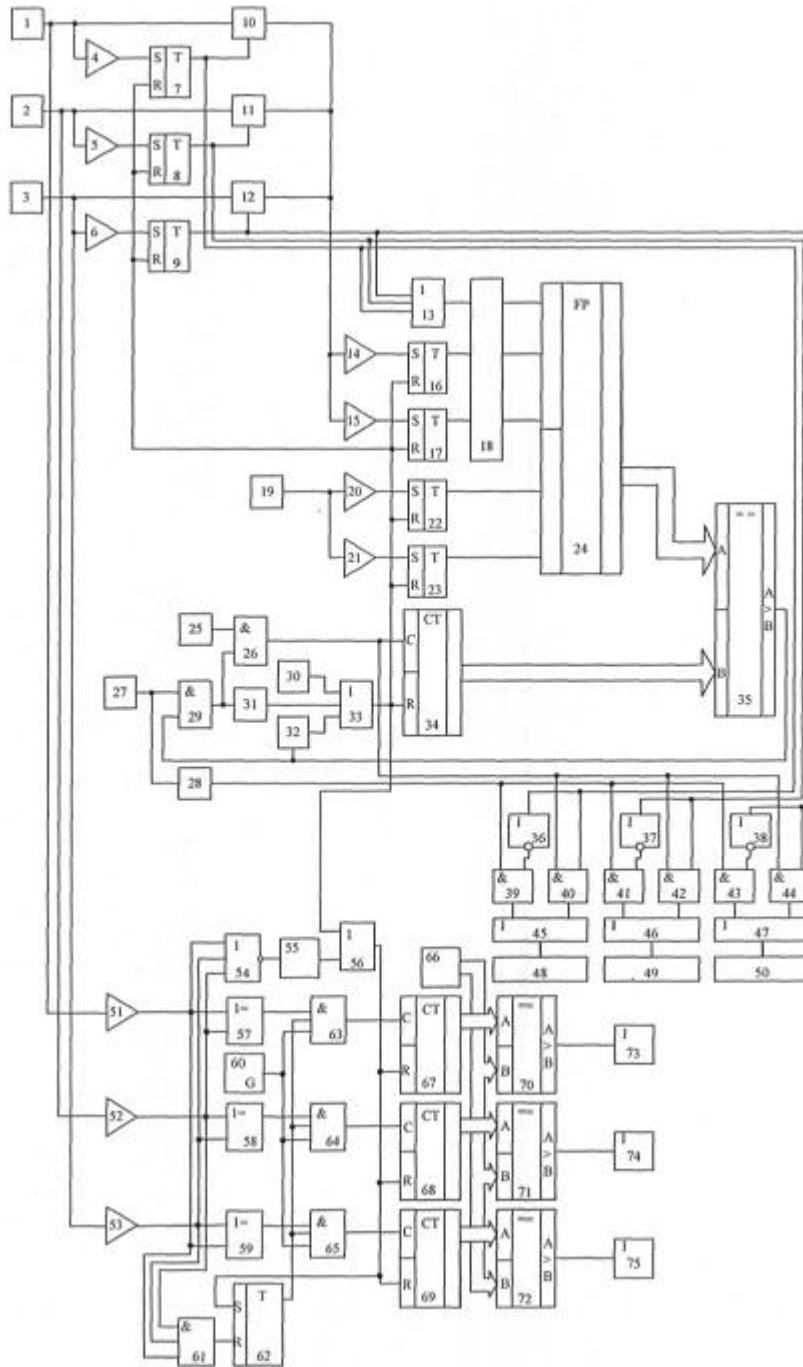 1
10
4
S T
R
7
2
11
5
S T
R
8
3
12
6
S T
R
9
1
13
FP
14
S T
R
16
15
S T
R
17
18
19
20
S T
R
22
21
S T
R
23
24
= =
A
A > B
B
35
25
&
26
CT
C
R
34
27
&
29
30
31
32
1
33
28
1
36
1
37
1
38
&
39
&
40
&
41
&
42
&
43
&
44
1
45
1
46
1
47
48
49
50
1
54
55
1
56
66
51
1=
57
&
63
C CT
R
67
A ==
B
A > B
70
1
73
60
G
52
1=
58
&
64
C CT
R
68
A ==
B
A > B
71
1
74
53
1=
59
&
65
C CT
R
69
A ==
B
A > B
72
1
75
&
61
S T
R
62